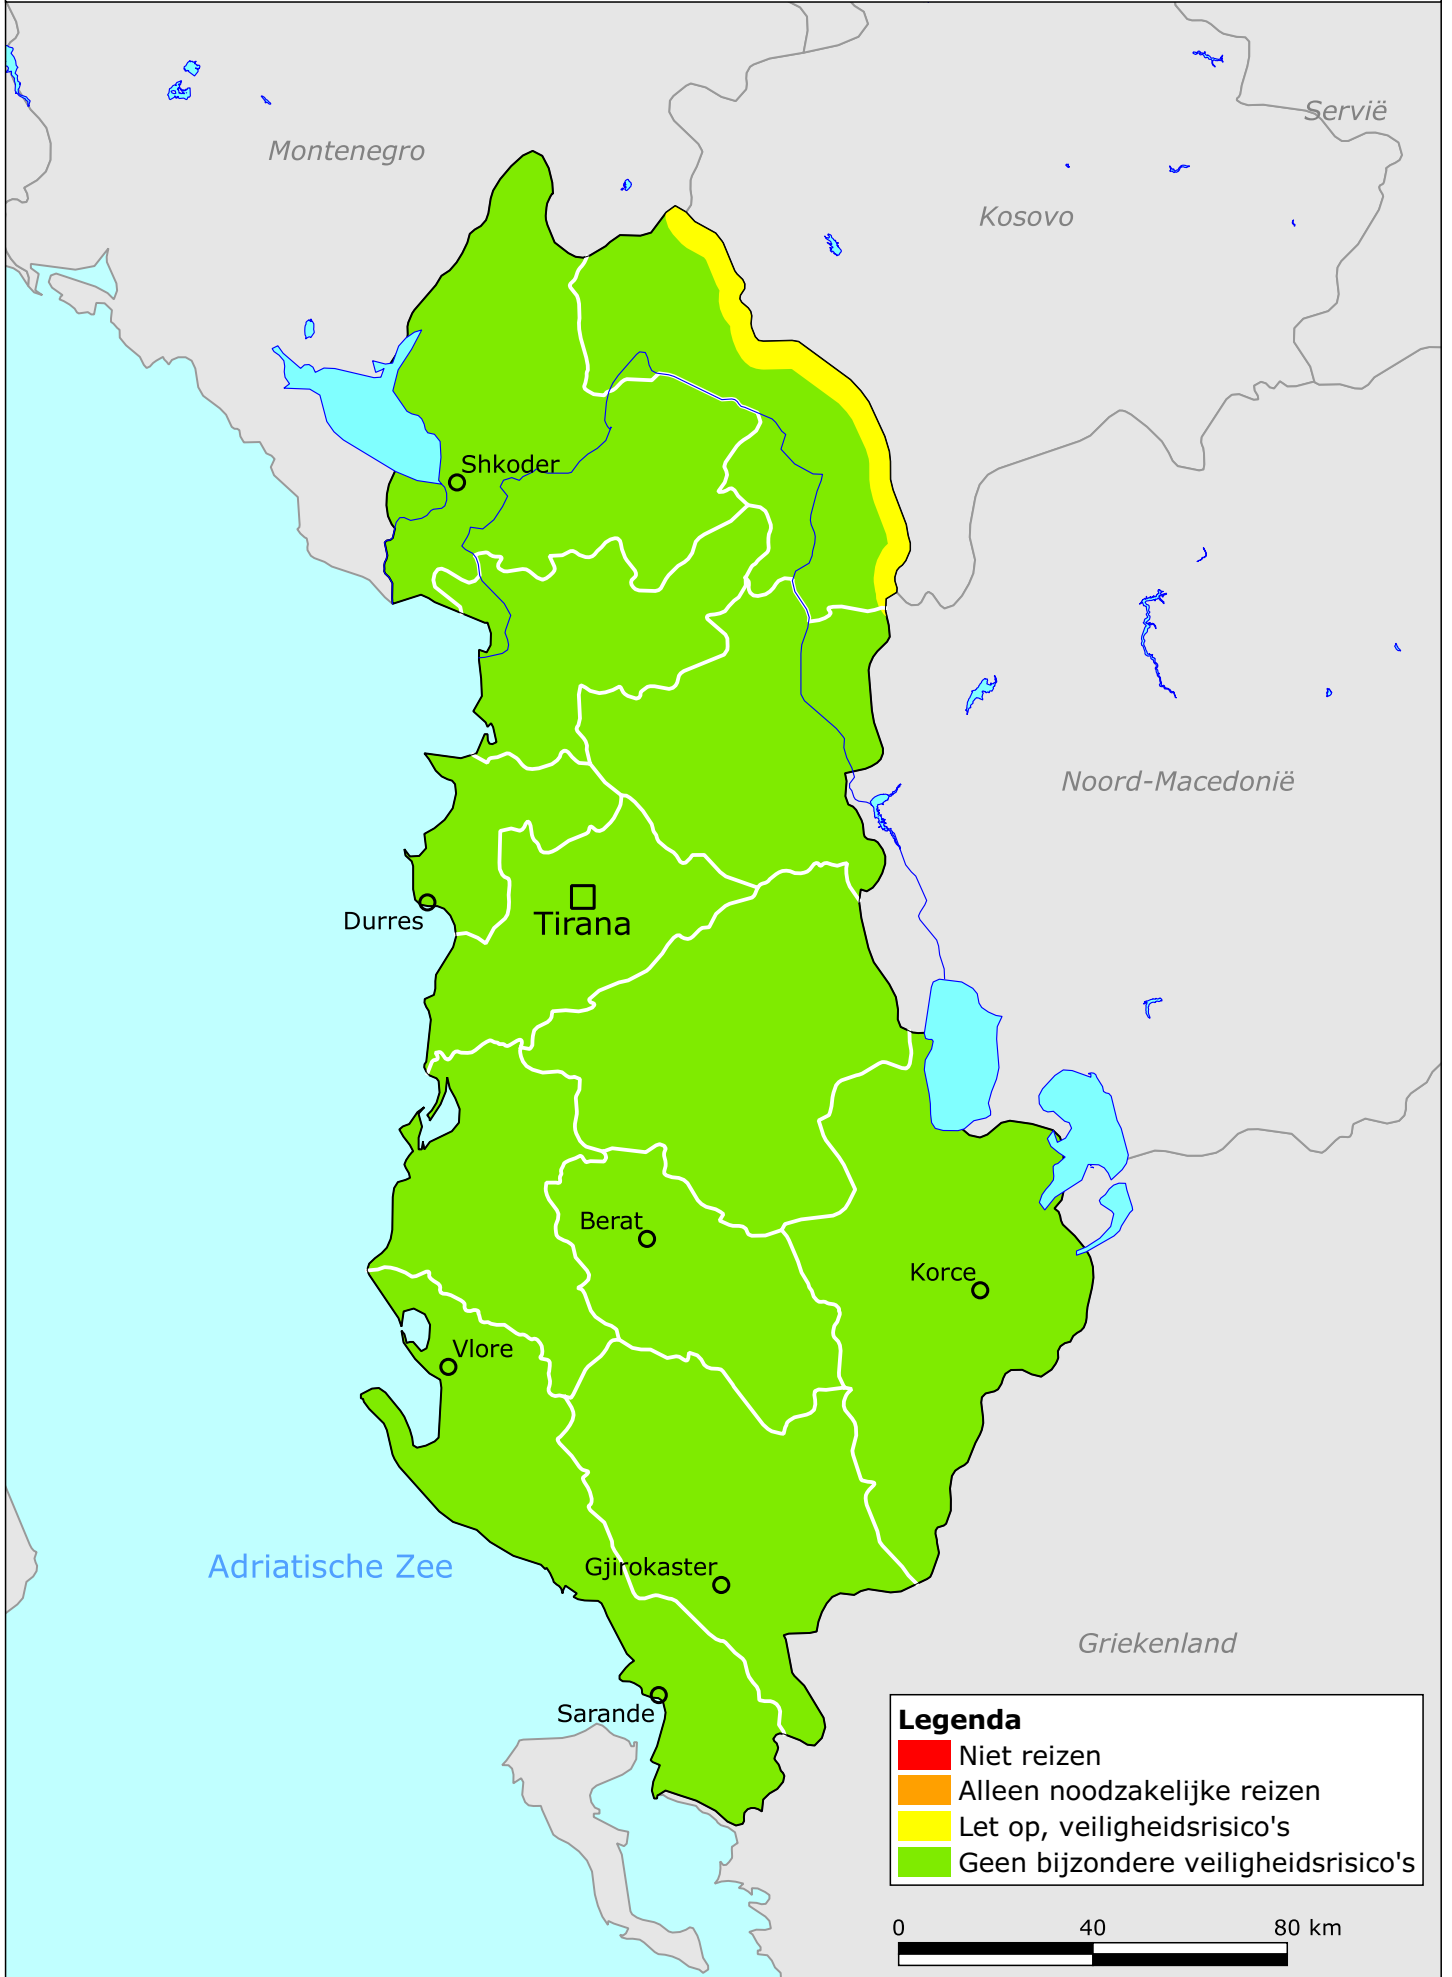 Servië
Montenegro
Kosovo
Shkoder
Noord-Macedonië
Durres
Tirana
Berat
Korce
Vlore
Adriatische Zee
Gjirokaster
Griekenland
Sarande
Legenda
Niet reizen
Alleen noodzakelijke reizen
Let op, veiligheidsrisico's
Geen bijzondere veiligheidsrisico's
0 40 80 km